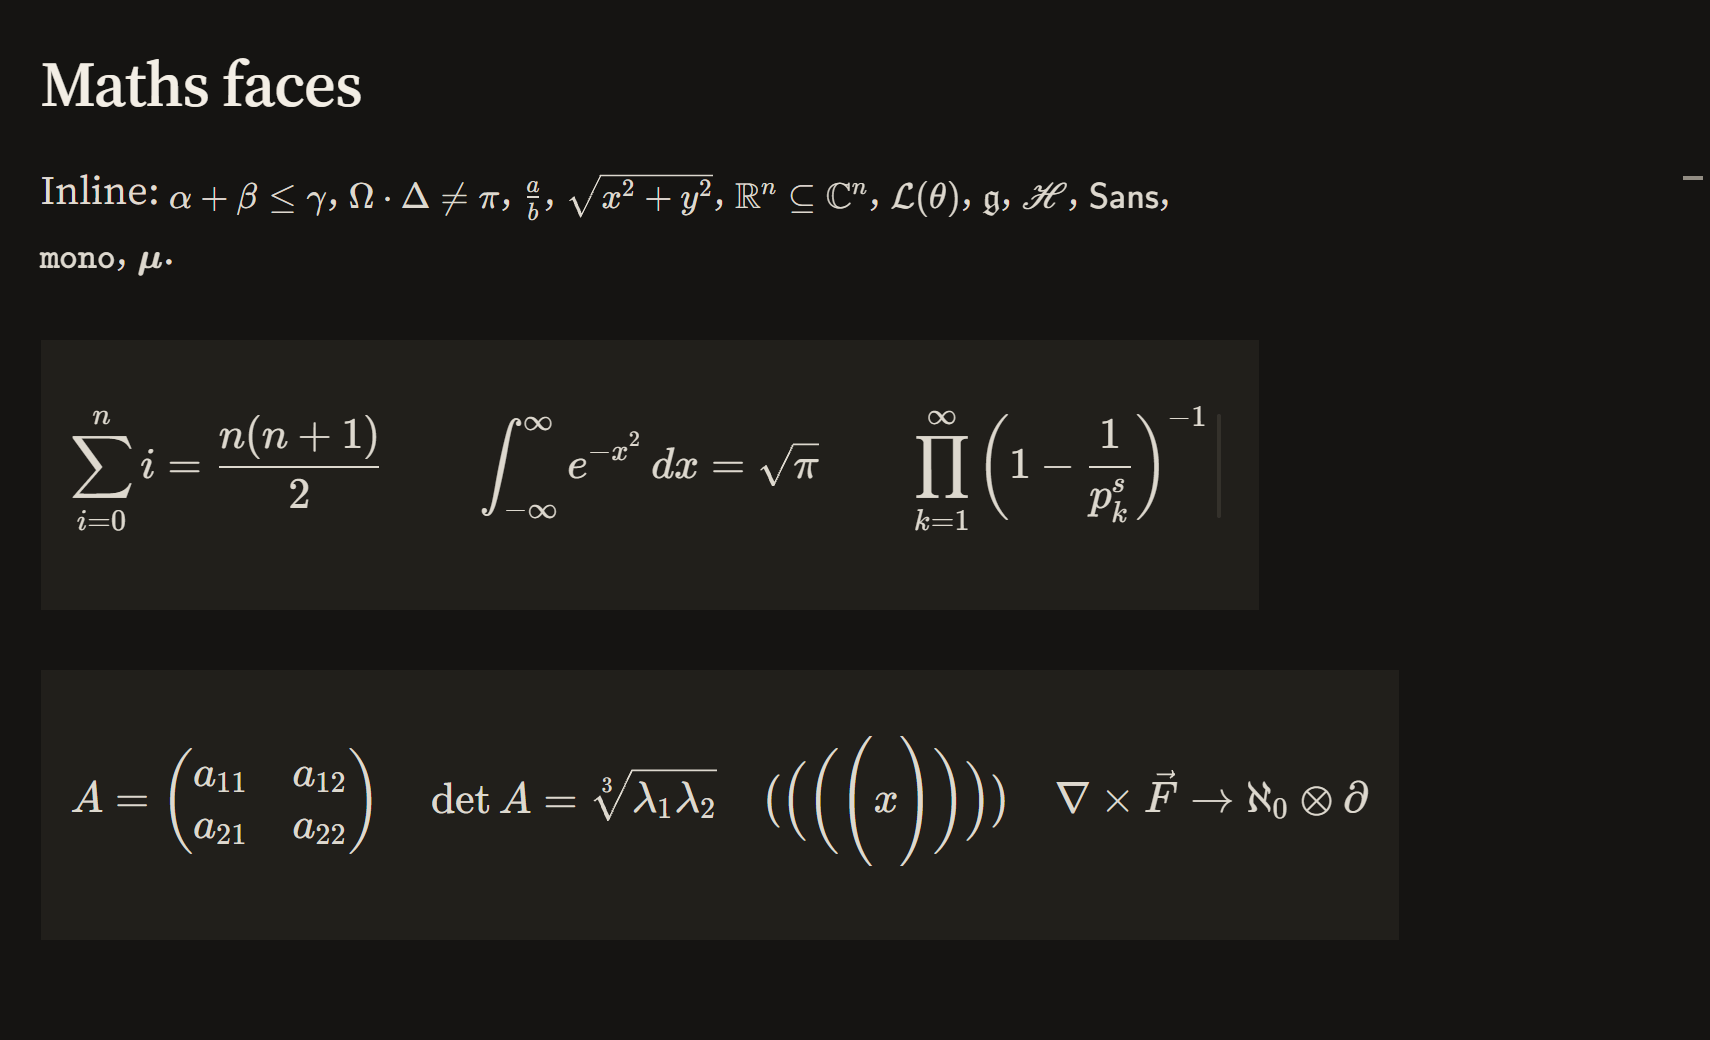 Maths faces
Inline: α + β ≤ γ, Ω · Δ ≠ π, a/b, √(x² + y²), ℝⁿ ⊆ ℂⁿ, ℒ(θ), 𝔤, ℋ, Sans,
mono, 𝝁.
∑_{i=0}^{n} i = n(n + 1)/2   ∫_{−∞}^{∞} e^{−x²} dx = √π   ∏_{k=1}^{∞} (1 − 1/p_k^s)^{−1}
A = (a₁₁ a₁₂ ; a₂₁ a₂₂)   det A = ∛(λ₁λ₂)   ((((x))))   ∇ × F⃗ → ℵ₀ ⊗ ∂